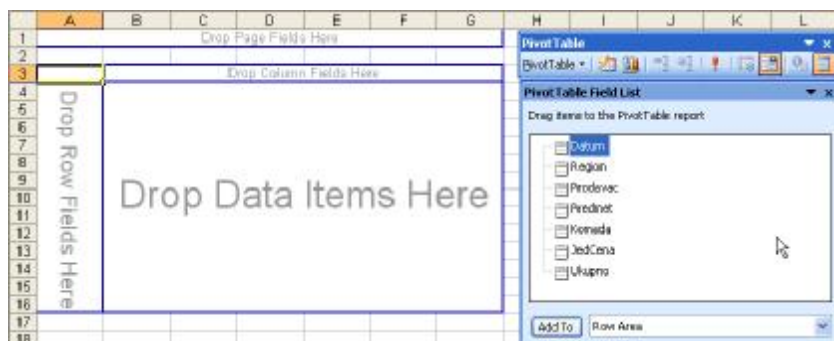 A B C D E F G H I J K L
1 Drop Page Fields Here
2
3 Drop Column Fields Here
4
5
6
7
8
9
10
11
12
13
14
15
16
17
18
Drop Row Fields Here
Drop Data Items Here
PivotTable
PivotTable
PivotTable Field List
Drag items to the PivotTable report
Datum
Region
Prodavac
Predmet
Komada
JedCena
Ukupno
Add To Row Area